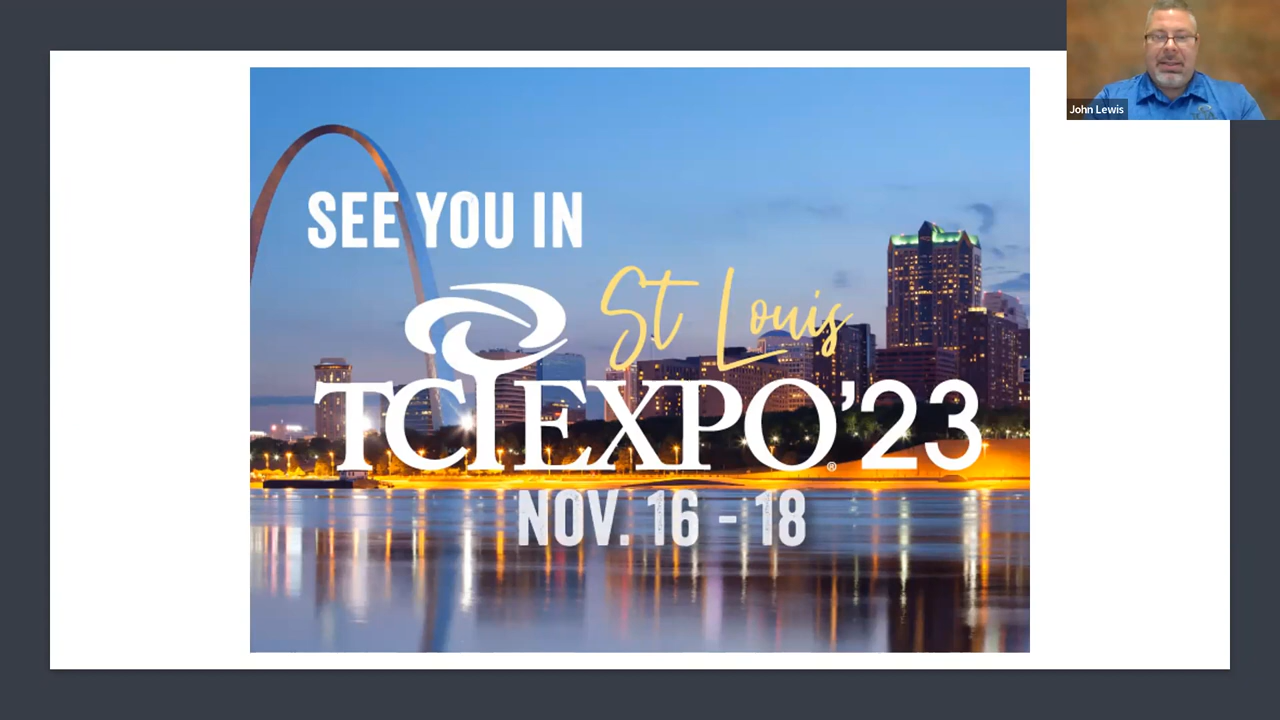 SEE YOU IN
St Louis
TCI EXPO®'23
NOV. 16 - 18
John Lewis